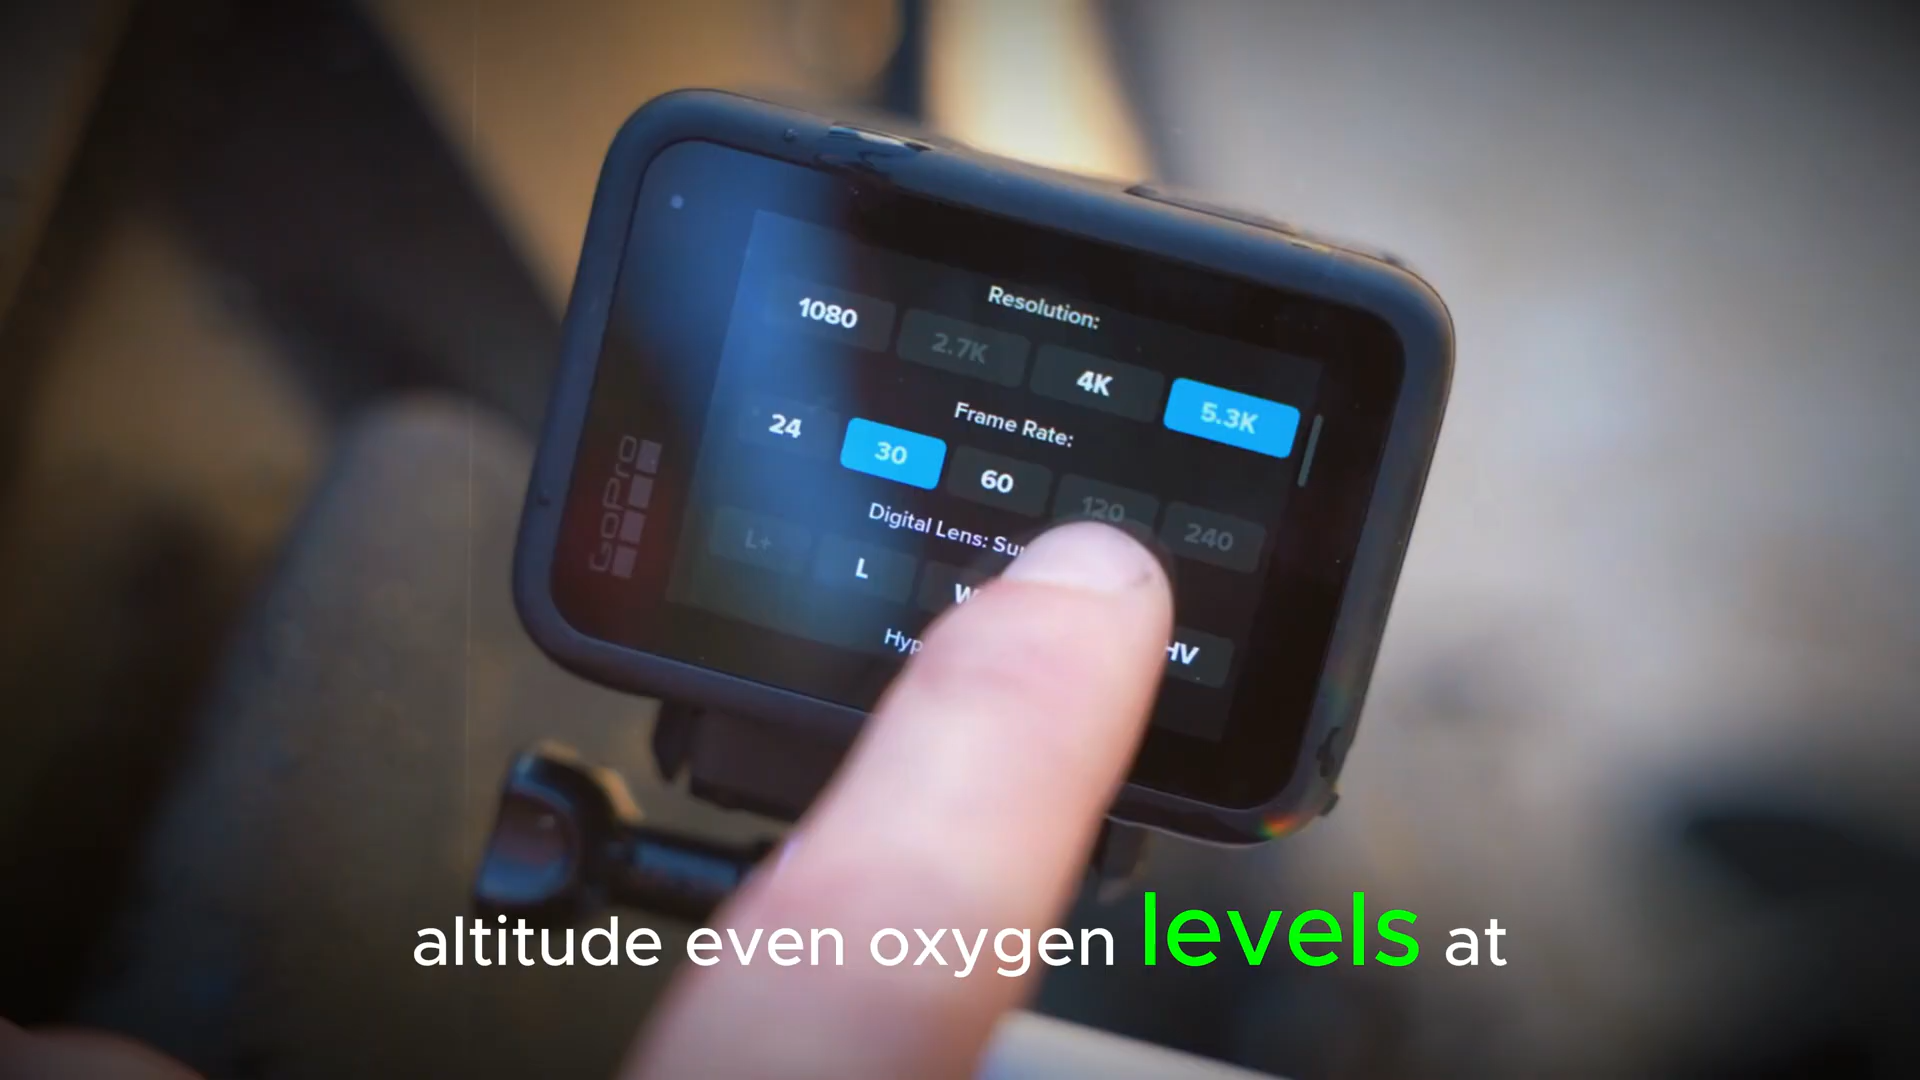 Resolution:
1080 2.7K 4K 5.3K
Frame Rate:
24 30 60 120 240
Digital Lens:
L+ L
GoPro
altitude even oxygen levels at